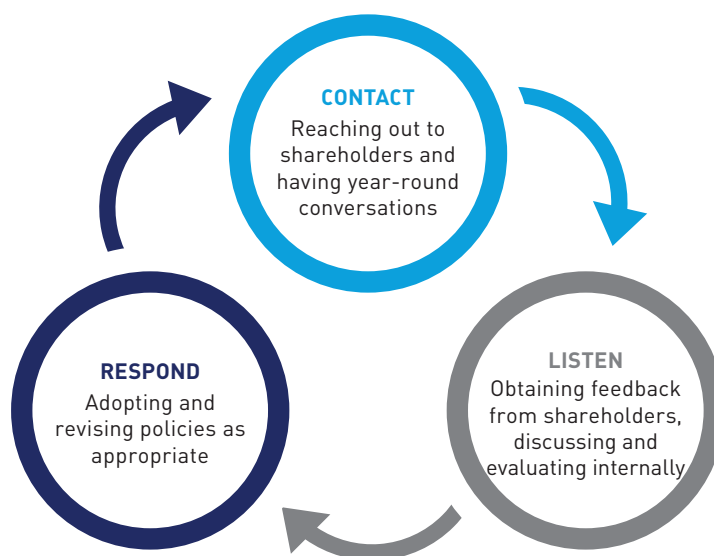 CONTACT
Reaching out to
shareholders and
having year-round
conversations
LISTEN
Obtaining feedback
from shareholders,
discussing and
evaluating internally
RESPOND
Adopting and
revising policies as
appropriate